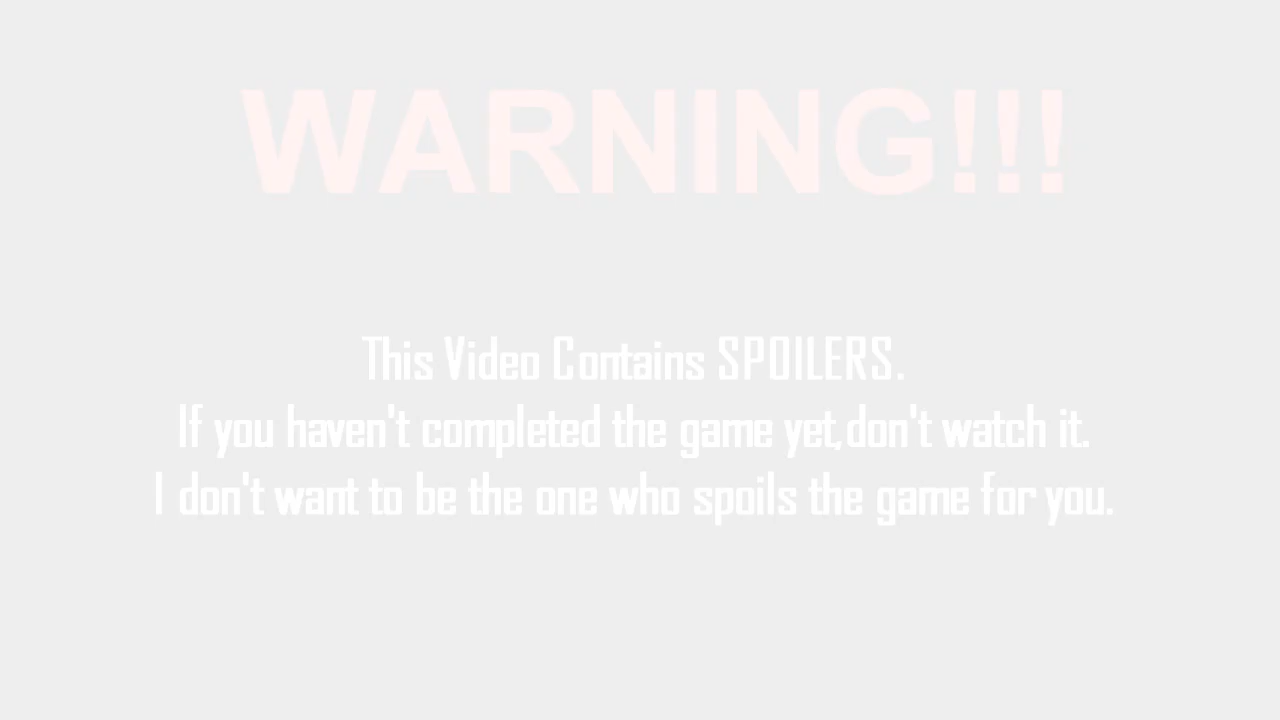 WARNING!!!
This Video Contains SPOILERS.
If you haven't completed the game yet,don't watch it.
I don't want to be the one who spoils the game for you.